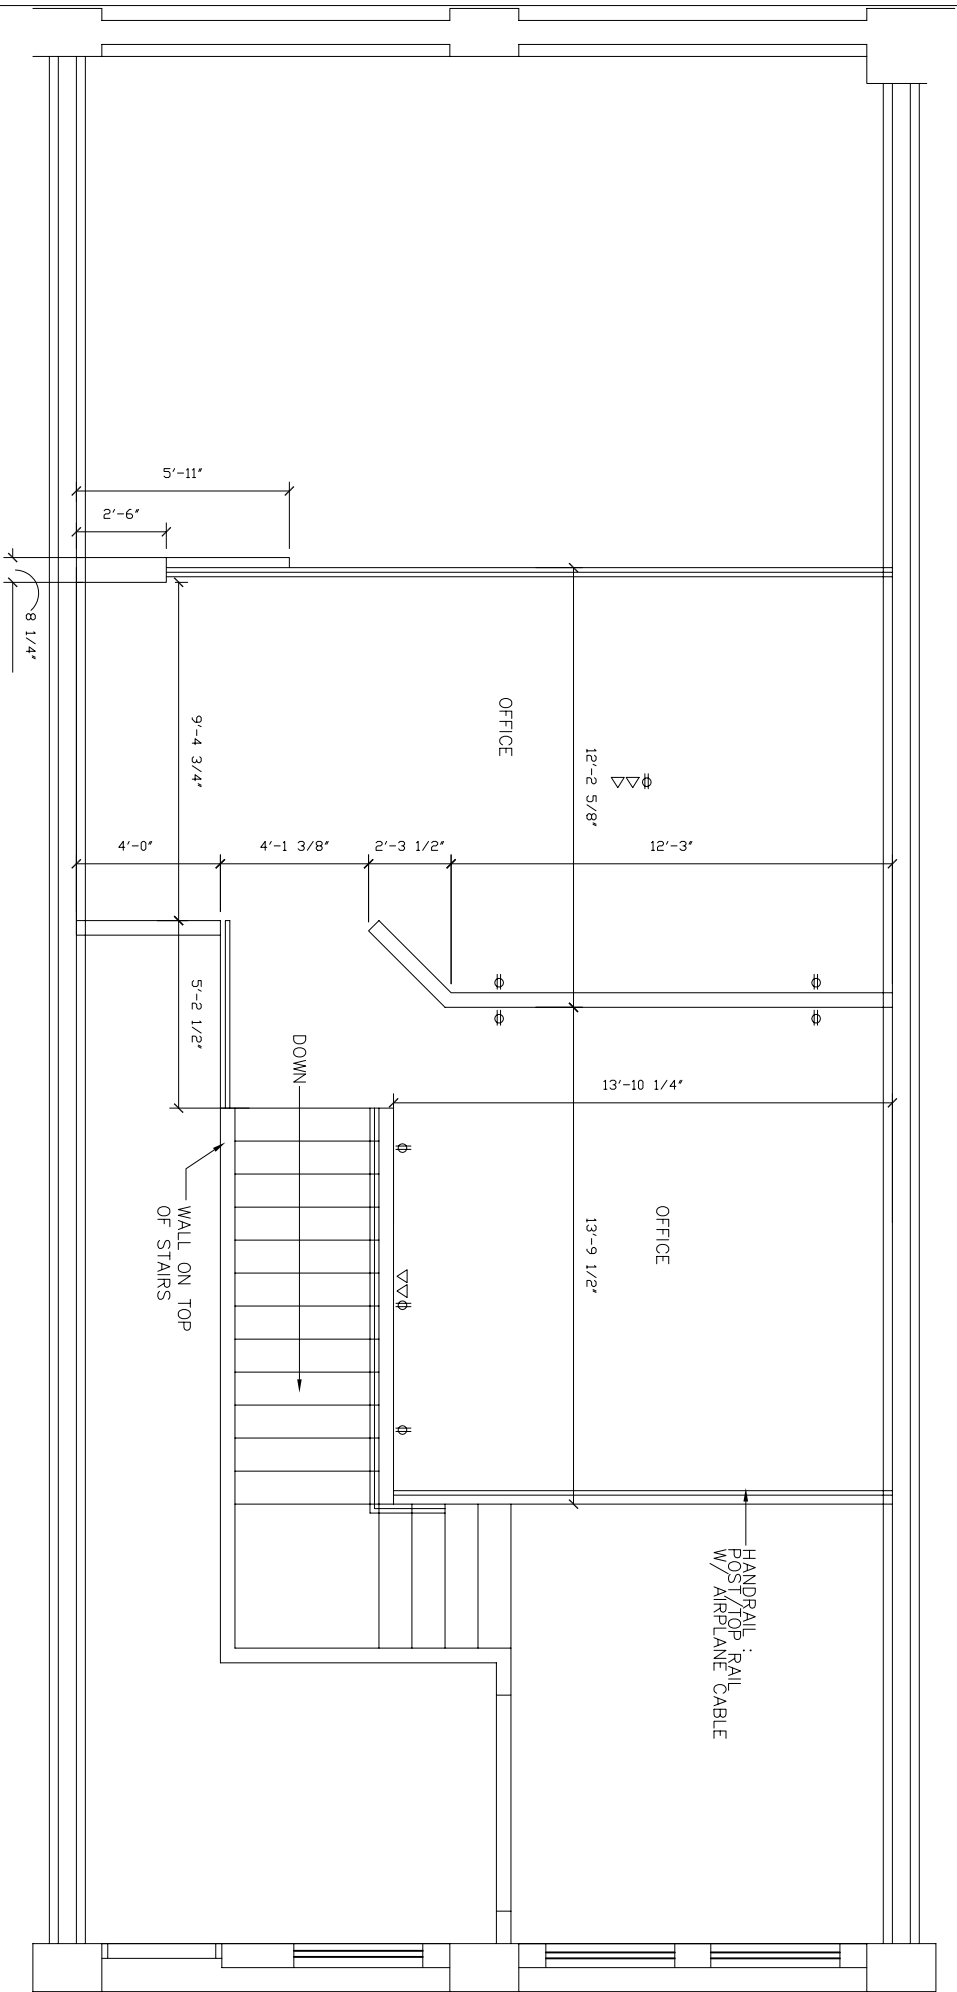 5'-11"
2'-6"
8 1/4"
9'-4 3/4"
OFFICE
12'-2 5/8"
4'-0"
4'-1 3/8"
2'-3 1/2"
12'-3"
5'-2 1/2"
DOWN
13'-10 1/4"
WALL ON TOP
OF STAIRS
13'-9 1/2"
OFFICE
HANDRAIL :
POST/TOP RAIL
W/ AIRPLANE CABLE